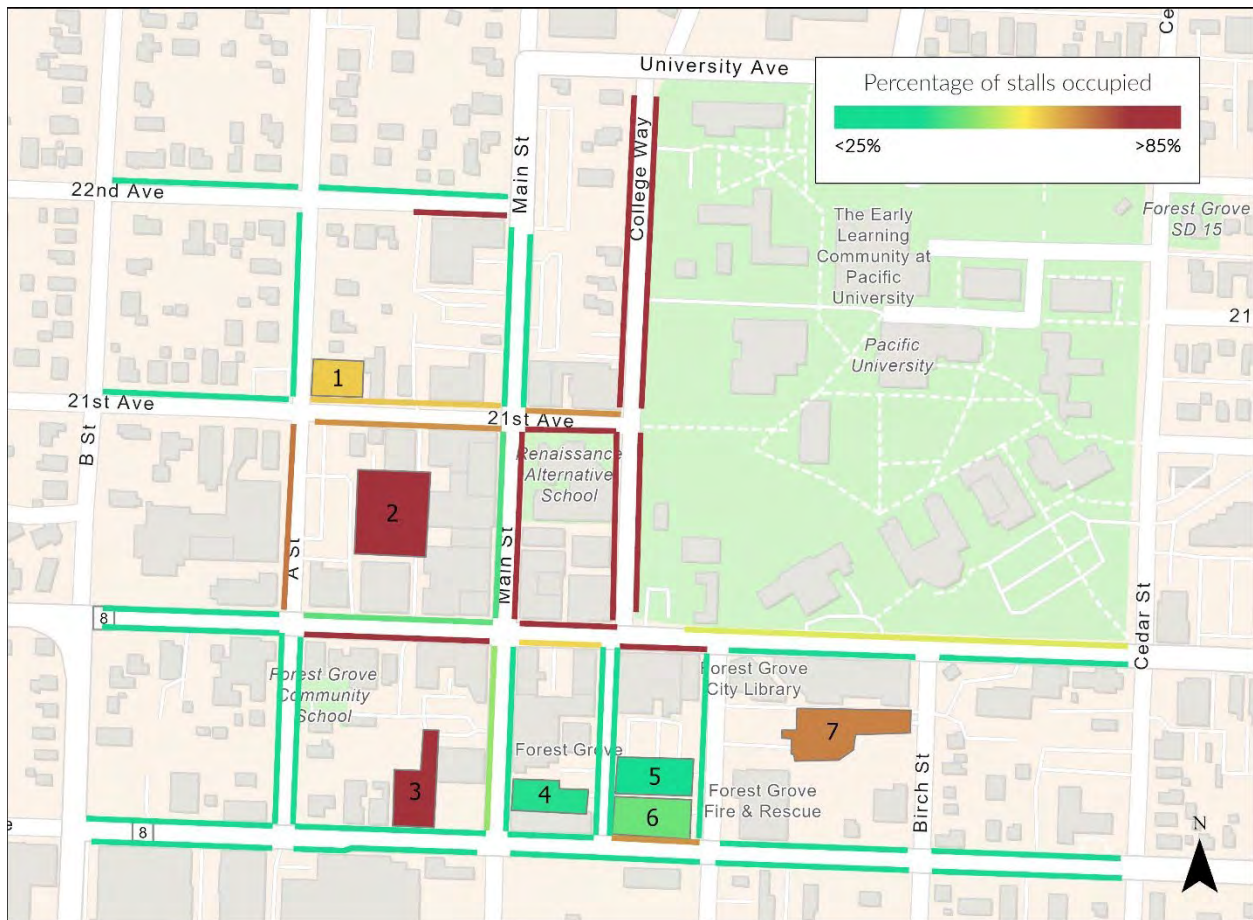 Ce
University Ave
Percentage of stalls occupied
<25%
>85%
22nd Ave
Main St
College Way
The Early
Learning
Community at
Pacific
University
Forest Grove
SD 15
21
Pacific
University
1
21st Ave
21st Ave
B St
Renaissance
Alternative
School
2
A St
Main St
8
Cedar St
Forest Grove
Community
School
Forest Grove
City Library
7
Forest Grove
5
3
4
6
Forest Grove
Fire & Rescue
Birch St
e
8
N